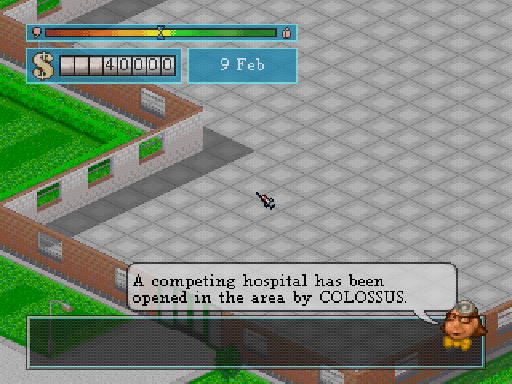 $ 40000
9 Feb
A competing hospital has been
opened in the area by COLOSSUS.